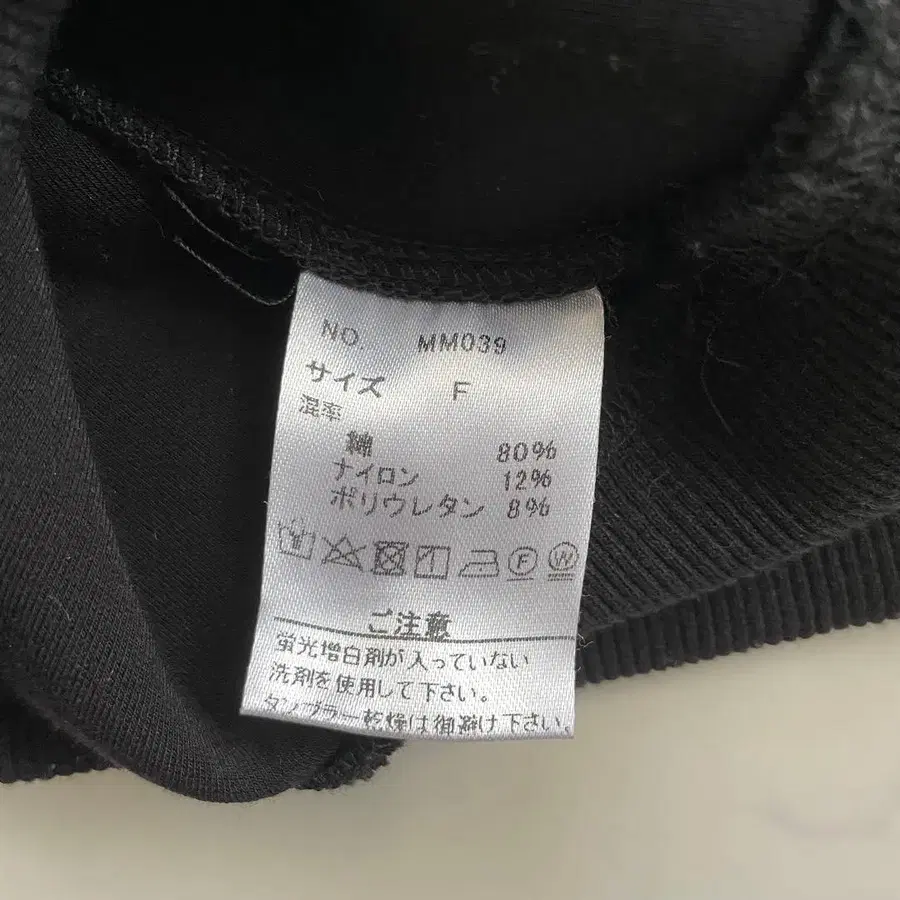 NO. MM039
サイズ F
混率
綿 80%
ナイロン 12%
ポリウレタン 8%
F W
ご注意
蛍光増白剤が入っていない
洗剤を使用して下さい。
タンブラー乾燥は御避け下さい。